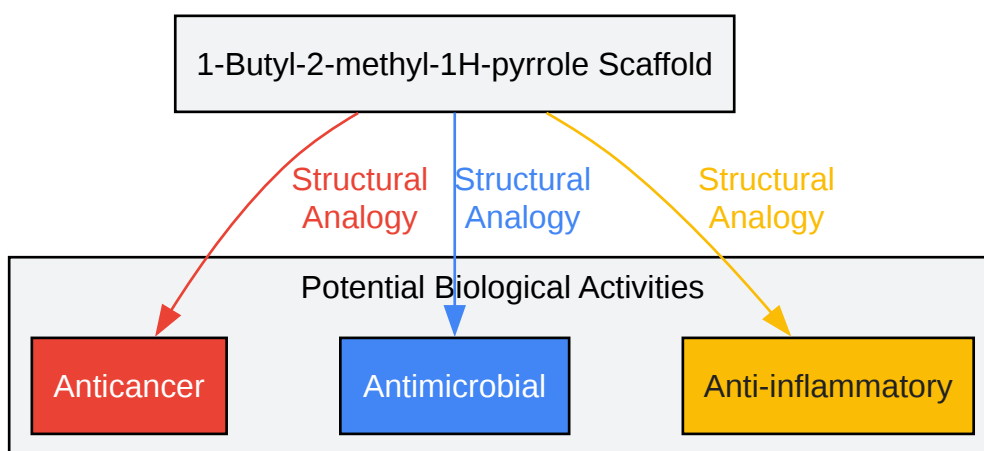 1-Butyl-2-methyl-1H-pyrrole Scaffold
Structural
Analogy
Structural
Analogy
Structural
Analogy
Potential Biological Activities
Anticancer
Antimicrobial
Anti-inflammatory